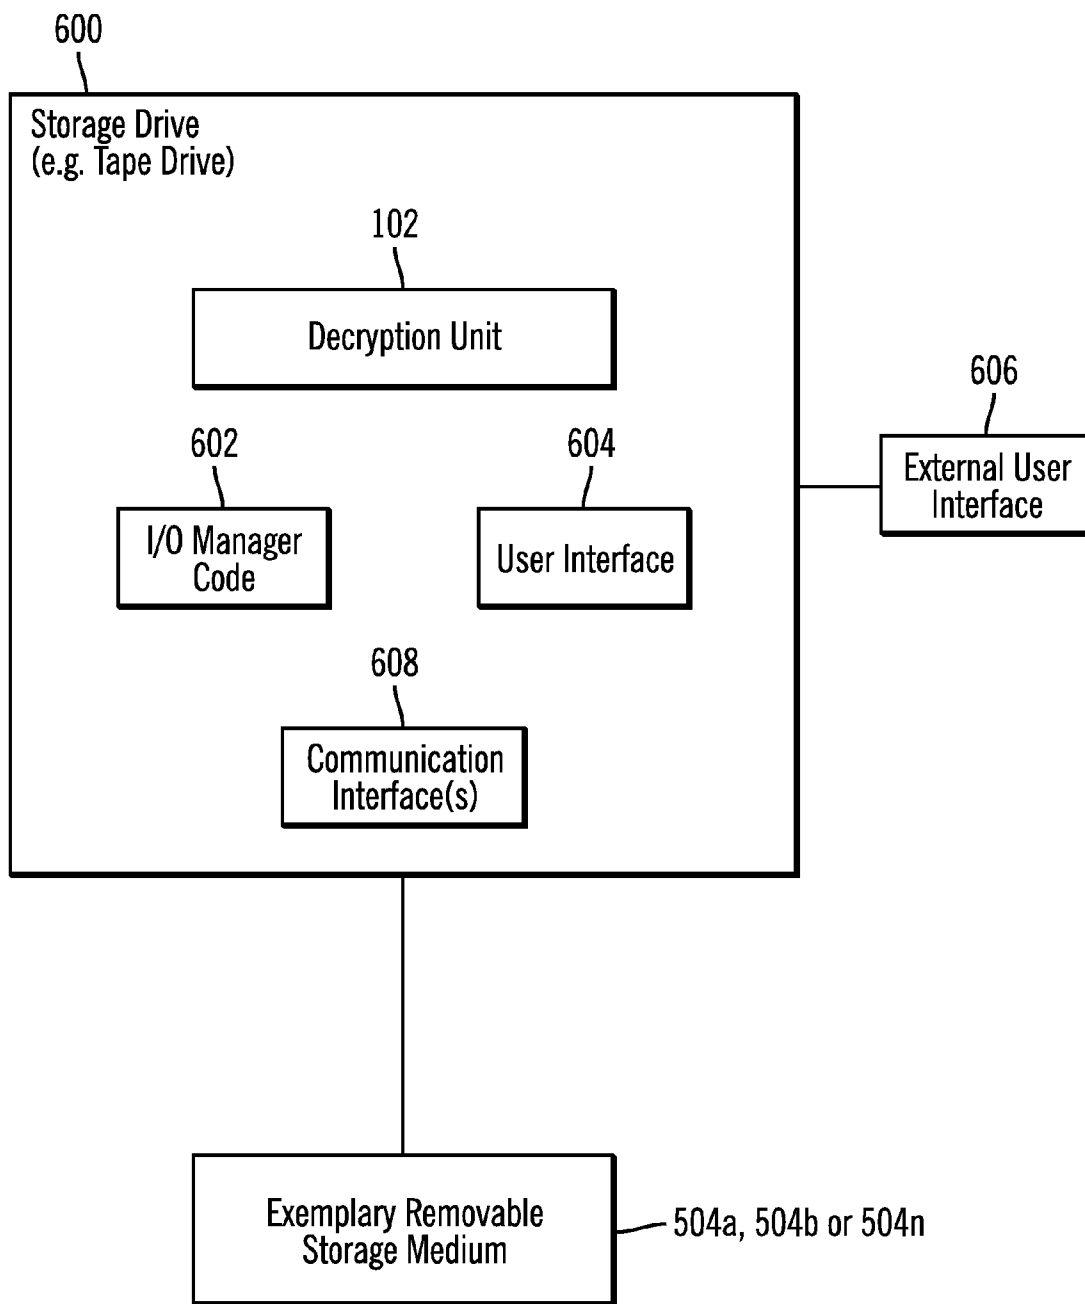 600
Storage Drive
(e.g. Tape Drive)
102
Decryption Unit
606
External User
Interface
602
I/O Manager
Code
604
User Interface
608
Communication
Interface(s)
Exemplary Removable
Storage Medium
504a, 504b or 504n